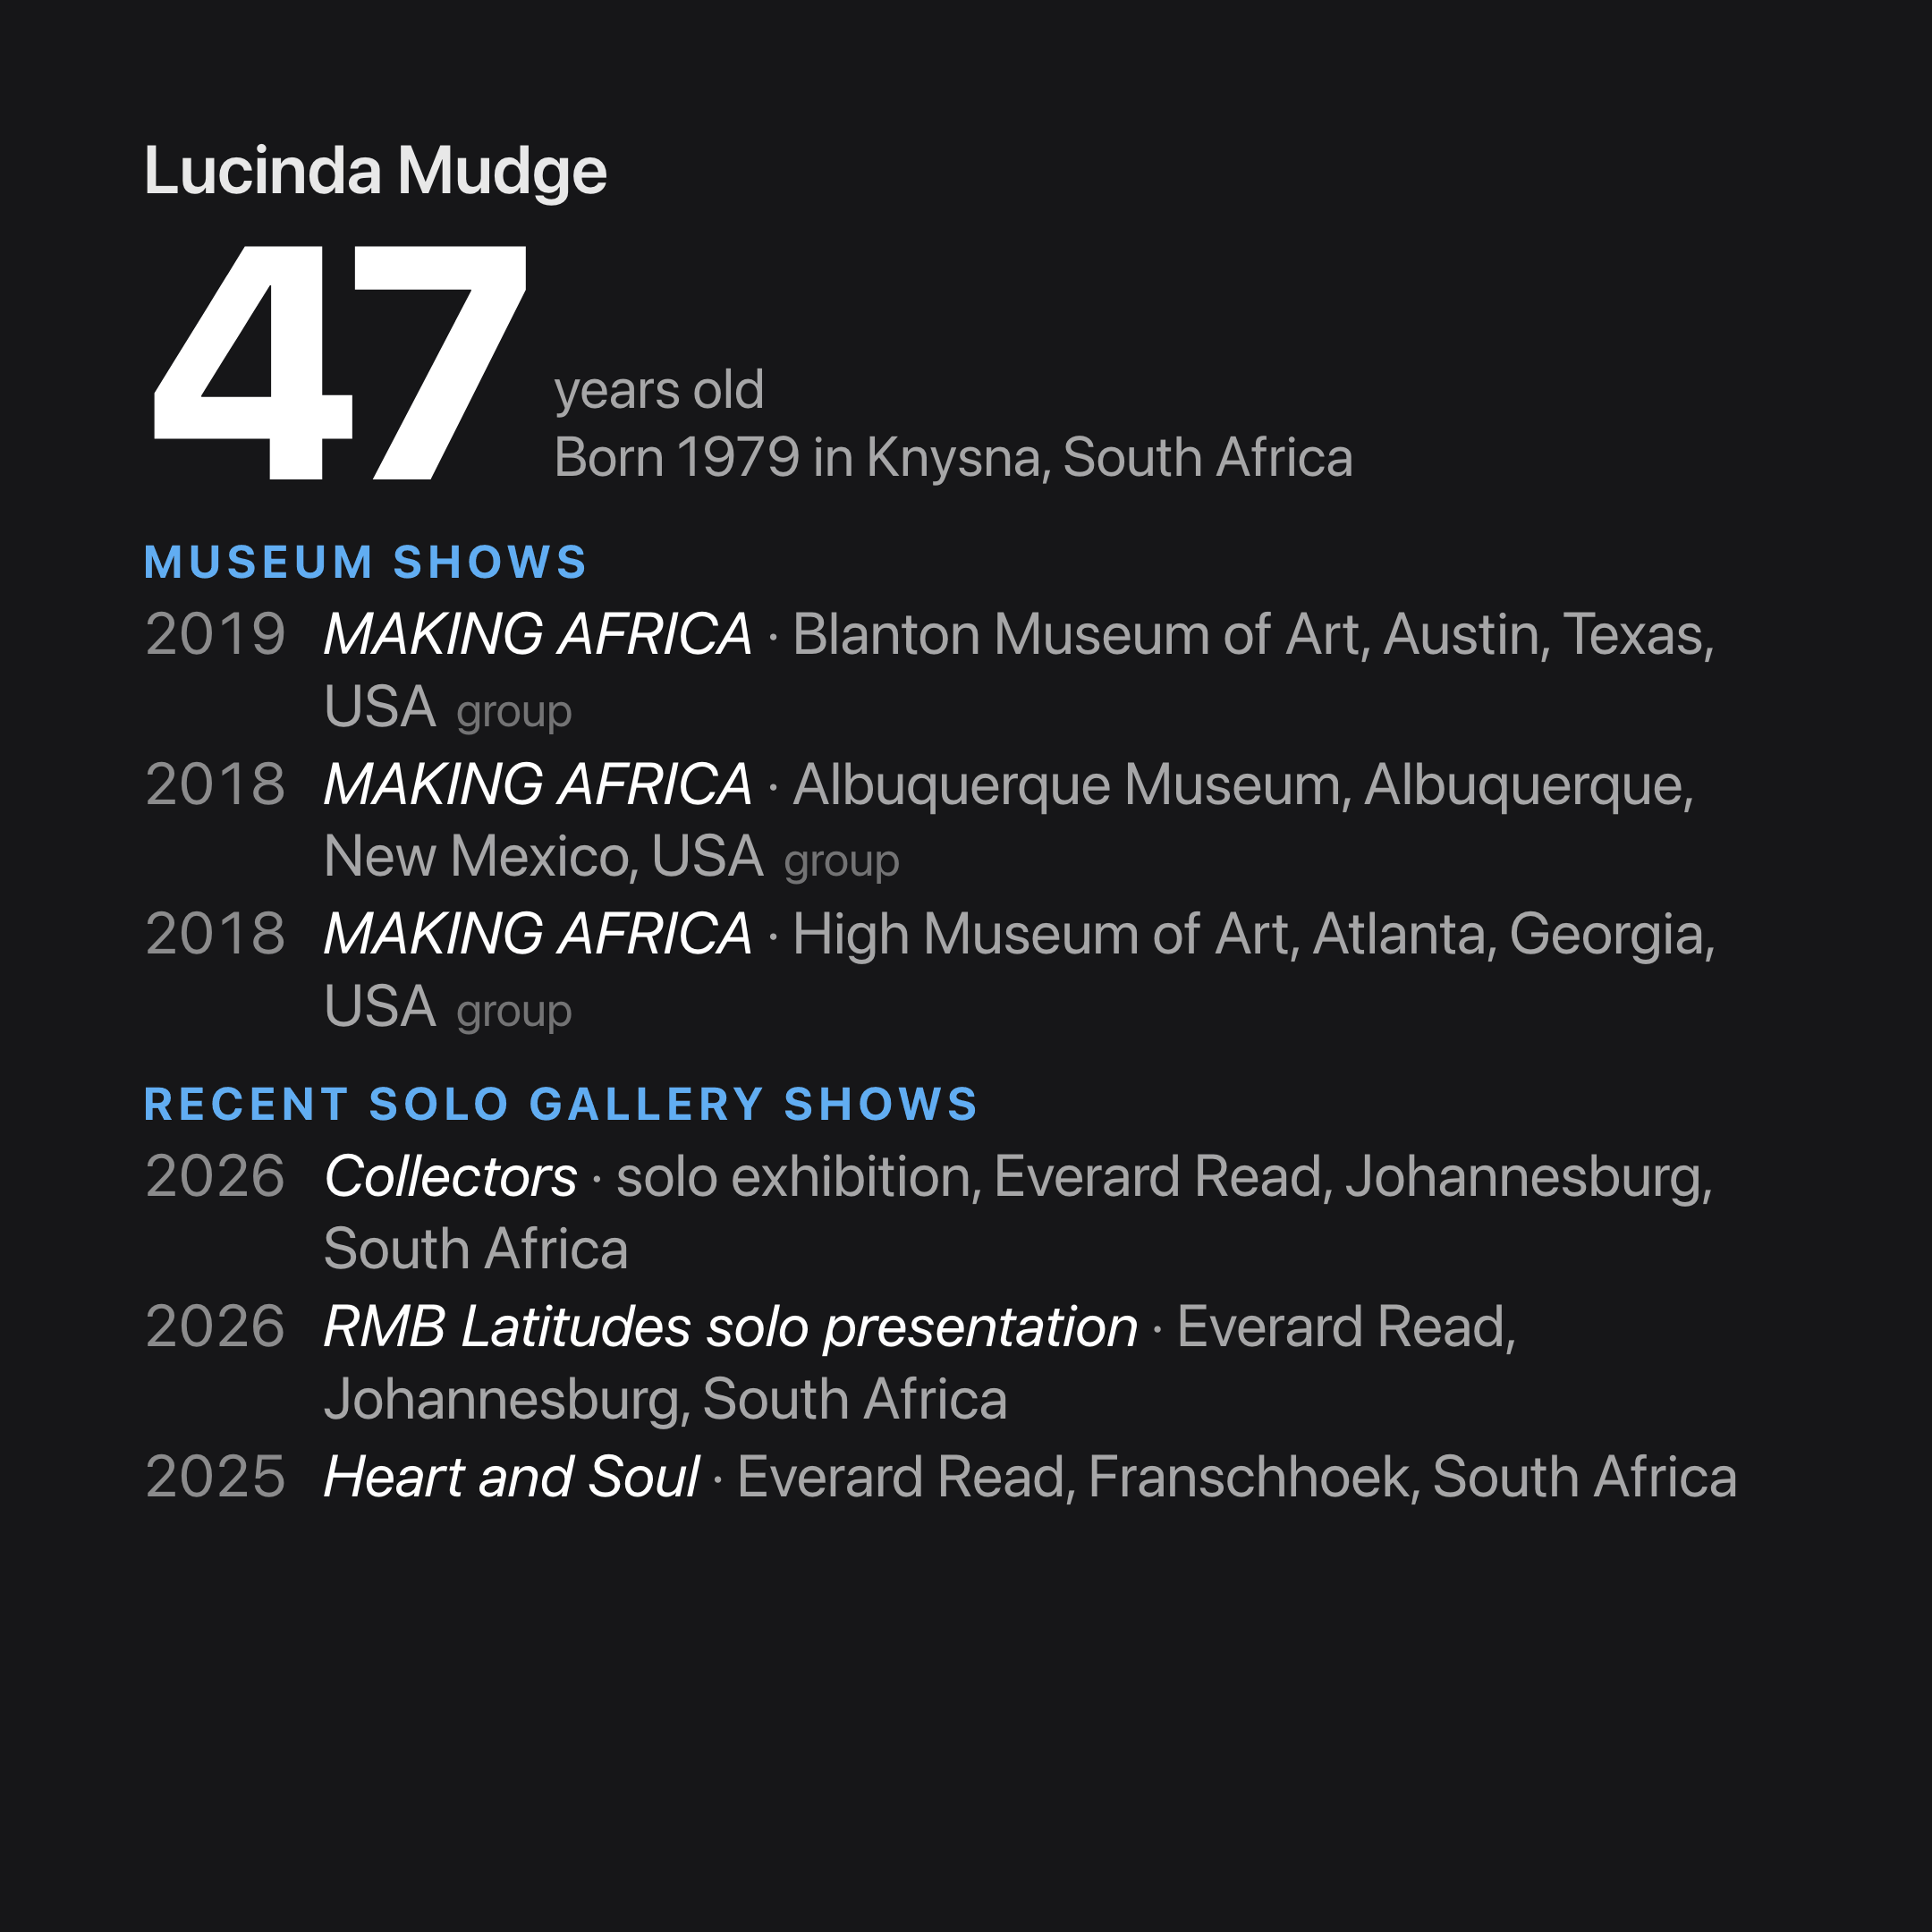 Lucinda Mudge
47 years old
Born 1979 in Knysna, South Africa
MUSEUM SHOWS
2019 MAKING AFRICA · Blanton Museum of Art, Austin, Texas,
USA group
2018 MAKING AFRICA · Albuquerque Museum, Albuquerque,
New Mexico, USA group
2018 MAKING AFRICA · High Museum of Art, Atlanta, Georgia,
USA group
RECENT SOLO GALLERY SHOWS
2026 Collectors · solo exhibition, Everard Read, Johannesburg,
South Africa
2026 RMB Latitudes solo presentation · Everard Read,
Johannesburg, South Africa
2025 Heart and Soul · Everard Read, Franschhoek, South Africa